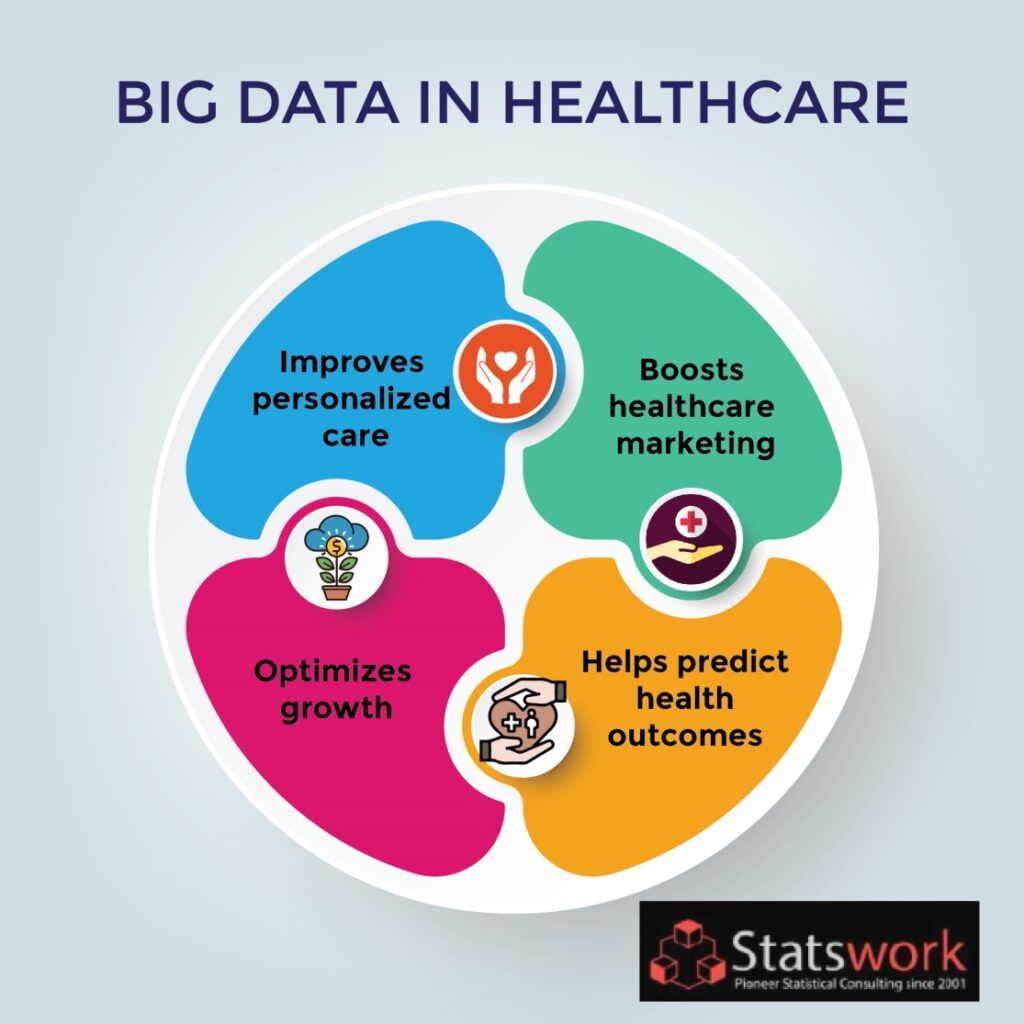 BIG DATA IN HEALTHCARE
Improves
personalized
care
Boosts
healthcare
marketing
$
Optimizes
growth
Helps predict
health
outcomes
Statswork
Pioneer Statistical Consulting since 2001